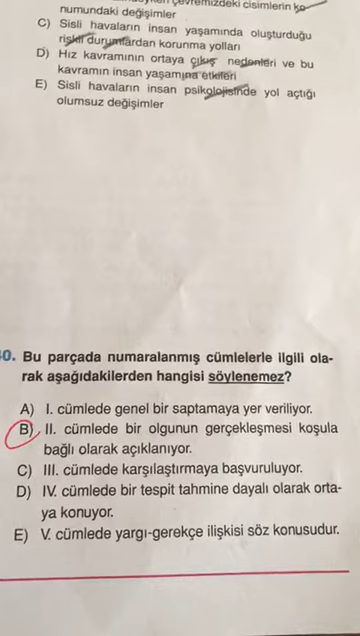 çevremizdeki cisimlerin ko-
numundaki değişimler
C) Sisli havaların insan yaşamında oluşturduğu
riskli durumlardan korunma yolları
D) Hız kavramının ortaya çıkış nedenleri ve bu
kavramın insan yaşamına etkileri
E) Sisli havaların insan psikolojisinde yol açtığı
olumsuz değişimler
0. Bu parçada numaralanmış cümlelerle ilgili ola-
rak aşağıdakilerden hangisi söylenemez?
A) I. cümlede genel bir saptamaya yer veriliyor.
B) II. cümlede bir olgunun gerçekleşmesi koşula
bağlı olarak açıklanıyor.
C) III. cümlede karşılaştırmaya başvuruluyor.
D) IV. cümlede bir tespit tahmine dayalı olarak orta-
ya konuyor.
E) V. cümlede yargı-gerekçe ilişkisi söz konusudur.